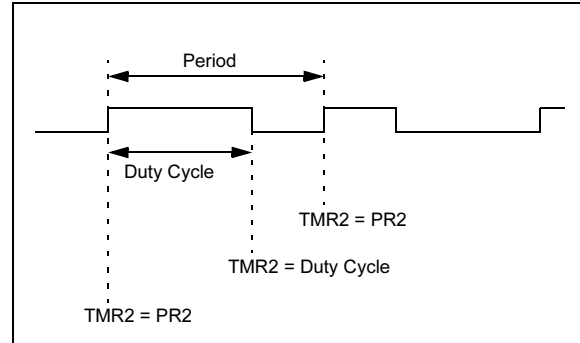 Period
Duty Cycle
TMR2 = PR2
TMR2 = Duty Cycle
TMR2 = PR2